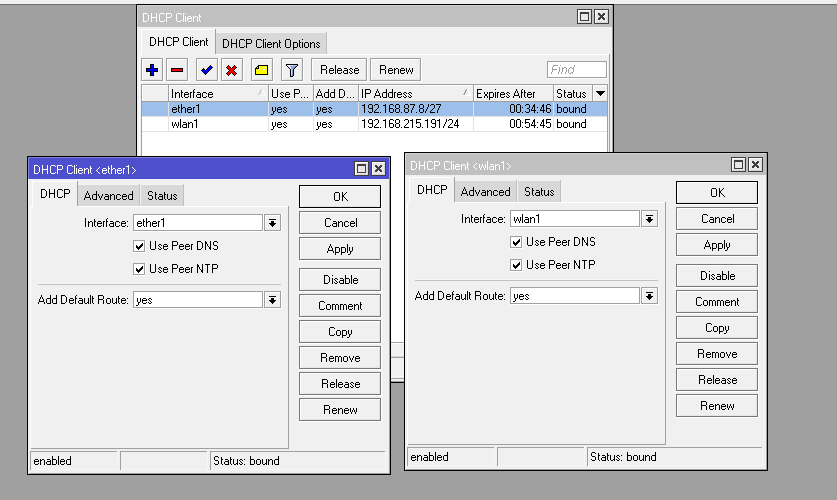 DHCP Client
DHCP Client DHCP Client Options
Release Renew Find
Interface Use P... Add D... IP Address Expires After Status
ether1 yes yes 192.168.87.8/27 00:34:46 bound
wlan1 yes yes 192.168.215.191/24 00:54:45 bound
DHCP Client <ether1>
DHCP Advanced Status
Interface: ether1
Use Peer DNS
Use Peer NTP
Add Default Route: yes
OK
Cancel
Apply
Disable
Comment
Copy
Remove
Release
Renew
enabled Status: bound
DHCP Client <wlan1>
DHCP Advanced Status
Interface: wlan1
Use Peer DNS
Use Peer NTP
Add Default Route: yes
OK
Cancel
Apply
Disable
Comment
Copy
Remove
Release
Renew
enabled Status: bound